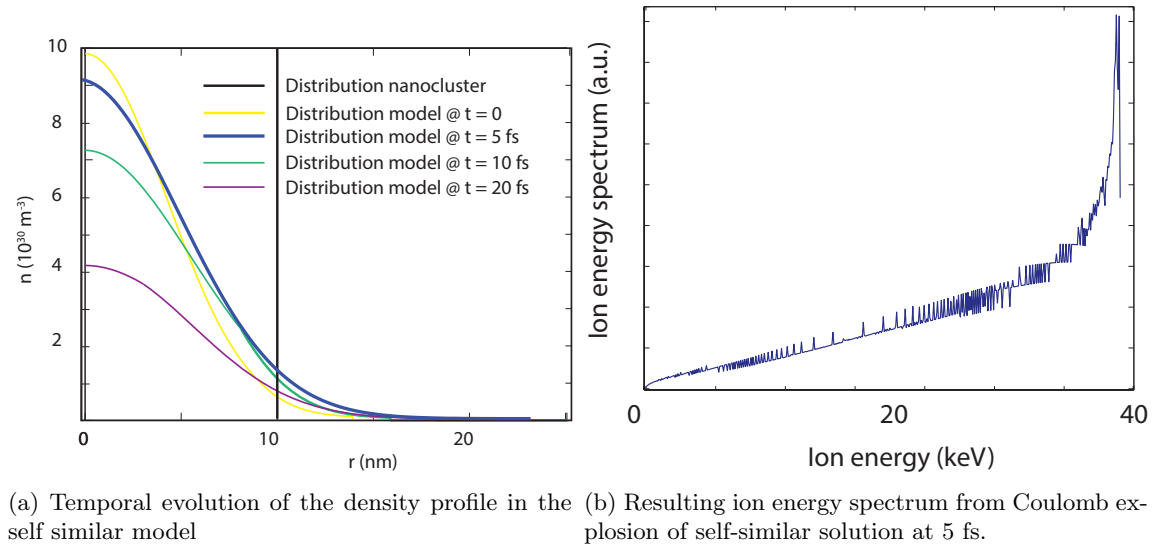 10
8
6
4
2
0
0
10
20
n (10³⁰ m⁻³)
r (nm)
Distribution nanocluster
Distribution model @ t = 0
Distribution model @ t = 5 fs
Distribution model @ t = 10 fs
Distribution model @ t = 20 fs
Ion energy spectrum (a.u.)
0
20
40
Ion energy (keV)
(a) Temporal evolution of the density profile in the
self similar model
(b) Resulting ion energy spectrum from Coulomb ex-
plosion of self-similar solution at 5 fs.